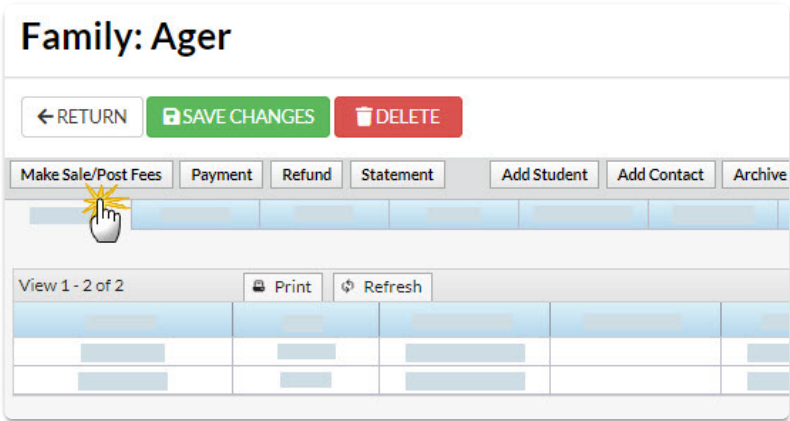 Family: Ager
RETURN SAVE CHANGES DELETE
Make Sale/Post Fees Payment Refund Statement Add Student Add Contact Archive
View 1 - 2 of 2 Print Refresh